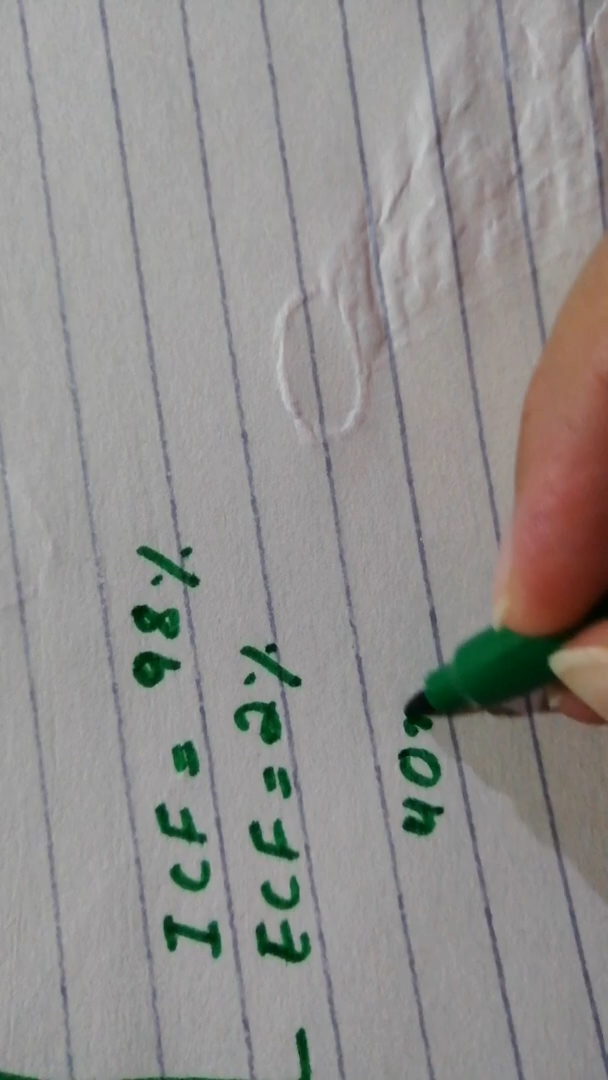 ICF = 98%
ECF = 2%
40